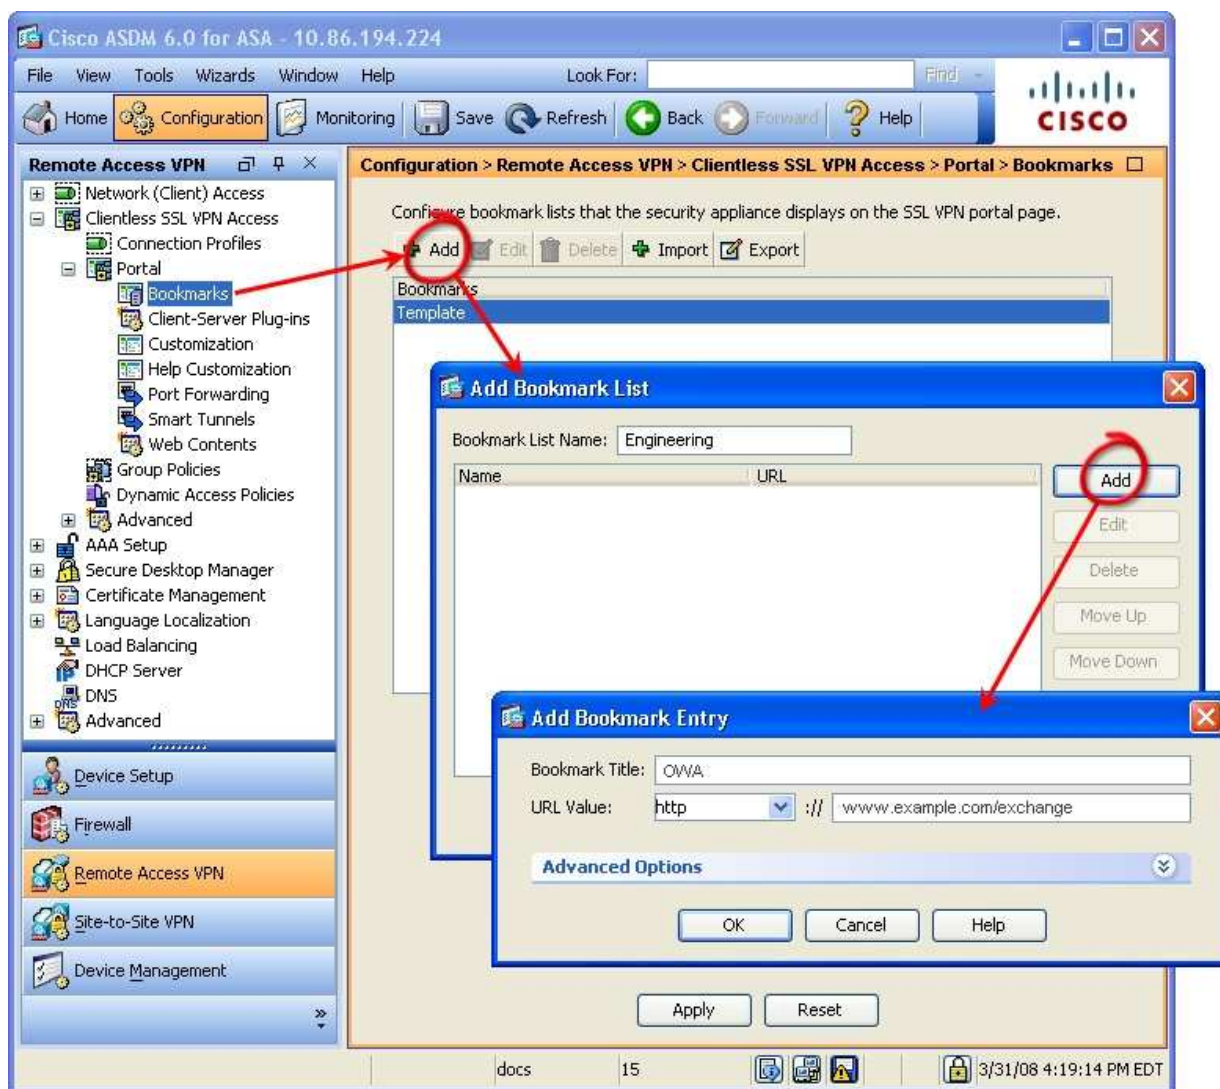 Cisco ASDM 6.0 for ASA - 10.86.194.224
File View Tools Wizards Window Help Look For: Find
Home Configuration Monitoring Save Refresh Back Forward Help
CISCO
Remote Access VPN
Network (Client) Access
Clientless SSL VPN Access
Connection Profiles
Portal
Bookmarks
Client-Server Plug-ins
Customization
Help Customization
Port Forwarding
Smart Tunnels
Web Contents
Group Policies
Dynamic Access Policies
Advanced
AAA Setup
Secure Desktop Manager
Certificate Management
Language Localization
Load Balancing
DHCP Server
DNS
DNS
Advanced
Device Setup
Firewall
Remote Access VPN
Site-to-Site VPN
Device Management
Configuration > Remote Access VPN > Clientless SSL VPN Access > Portal > Bookmarks
Configure bookmark lists that the security appliance displays on the SSL VPN portal page.
Add Edit Delete Import Export
Bookmarks
Template
Add Bookmark List
Bookmark List Name: Engineering
Name URL
Add
Edit
Delete
Move Up
Move Down
Add Bookmark Entry
Bookmark Title: OWA
URL Value: http :// www.example.com/exchange
Advanced Options
OK Cancel Help
Apply Reset
docs 15 3/31/08 4:19:14 PM EDT